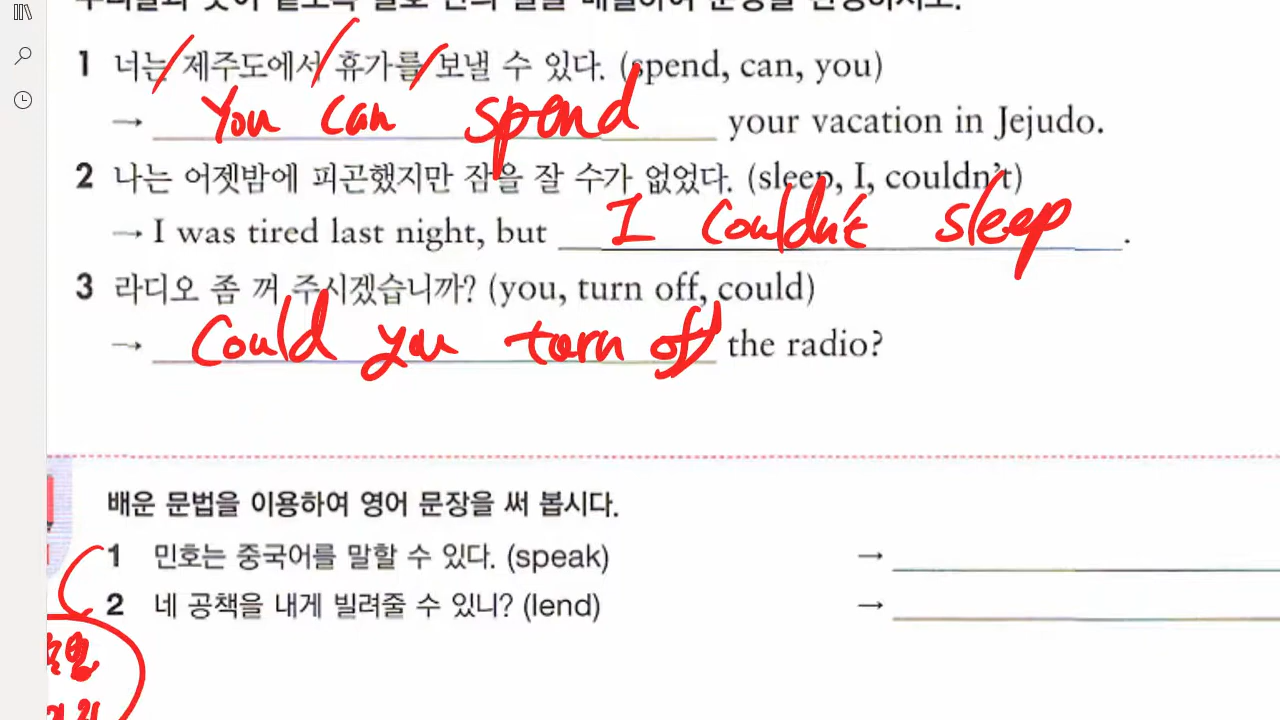 1 너는 제주도에서 휴가를 보낼 수 있다. (spend, can, you)
→ You can spend your vacation in Jejudo.
2 나는 어젯밤에 피곤했지만 잠을 잘 수가 없었다. (sleep, I, couldn't)
→ I was tired last night, but I couldn't sleep.
3 라디오 좀 꺼 주시겠습니까? (you, turn off, could)
→ Could you turn off the radio?
배운 문법을 이용하여 영어 문장을 써 봅시다.
1 민호는 중국어를 말할 수 있다. (speak) →
2 네 공책을 내게 빌려줄 수 있니? (lend) →